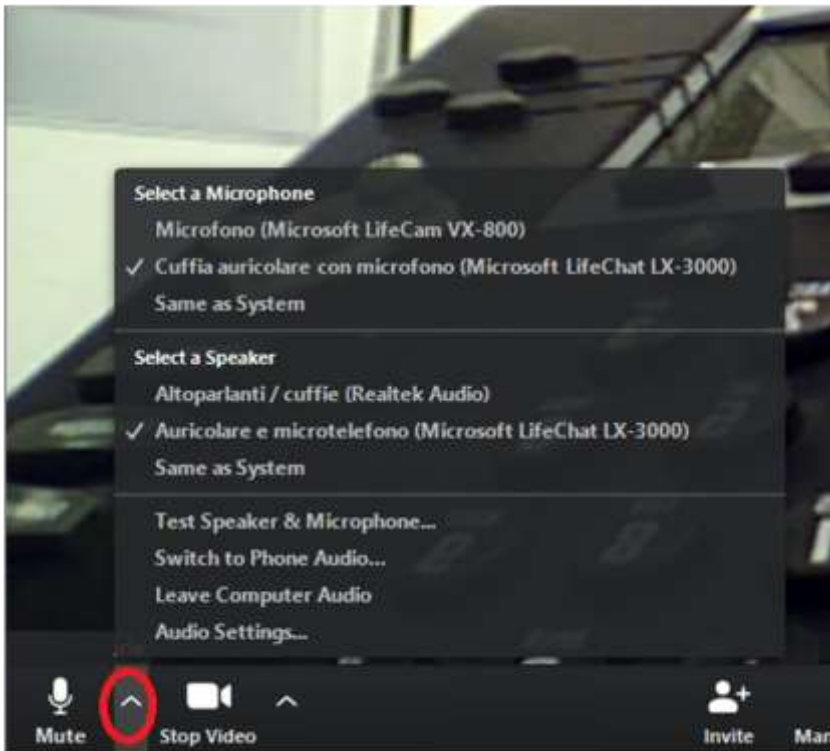 Select a Microphone
Microfono (Microsoft LifeCam VX-800)
✓ Cuffia auricolare con microfono (Microsoft LifeChat LX-3000)
Same as System
Select a Speaker
Altoparlanti / cuffie (Realtek Audio)
✓ Auricolare e microtelefono (Microsoft LifeChat LX-3000)
Same as System
Test Speaker & Microphone...
Switch to Phone Audio...
Leave Computer Audio
Audio Settings...
Mute Stop Video Invite Mar